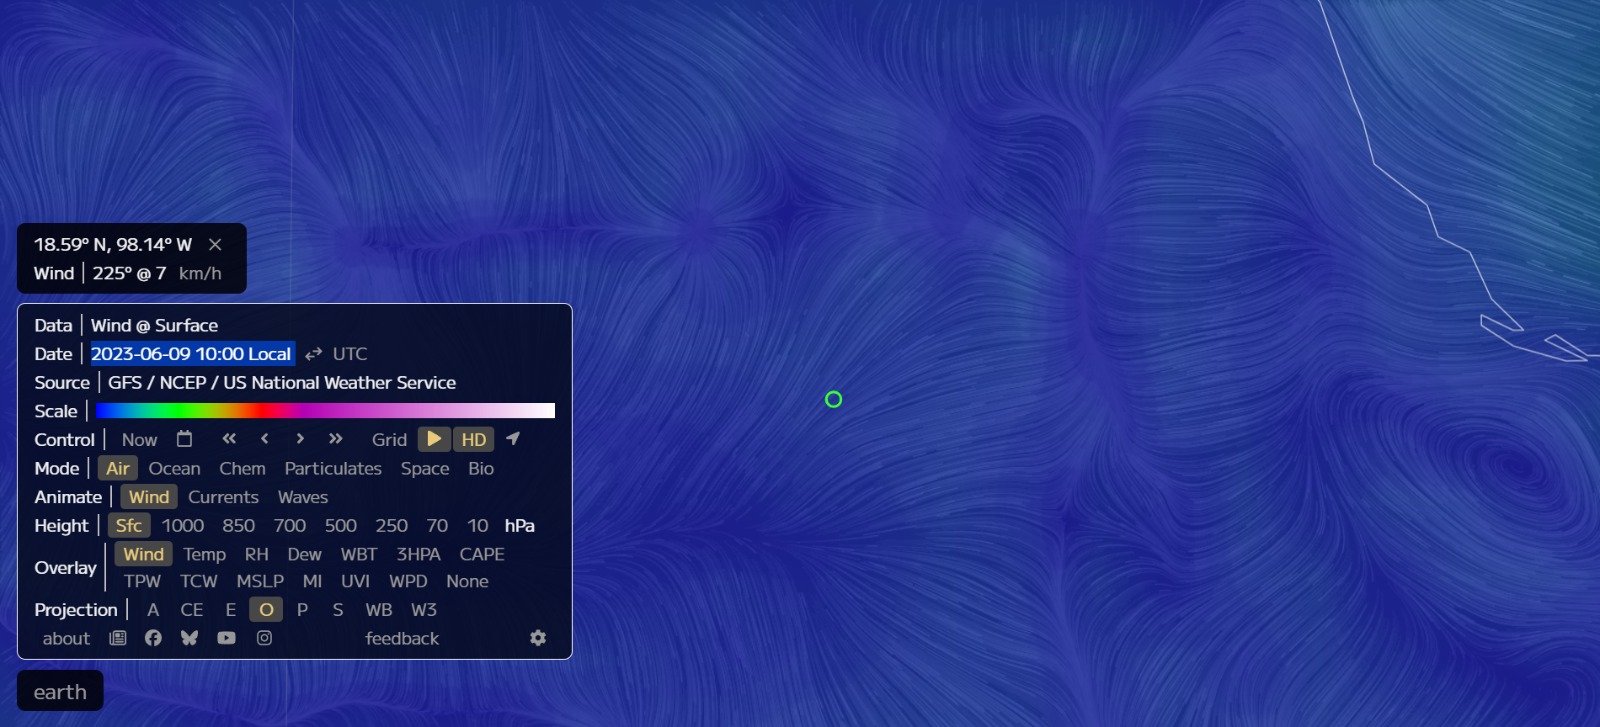 18.59° N, 98.14° W ×
Wind | 225° @ 7 km/h
Data | Wind @ Surface
Date | 2023-06-09 10:00 Local ⇄ UTC
Source | GFS / NCEP / US National Weather Service
Scale |
Control | Now « ‹ › » Grid HD
Mode | Air Ocean Chem Particulates Space Bio
Animate | Wind Currents Waves
Height | Sfc 1000 850 700 500 250 70 10 hPa
Overlay | Wind Temp RH Dew WBT 3HPA CAPE
TPW TCW MSLP MI UVI WPD None
Projection | A CE E O P S WB W3
about feedback
earth